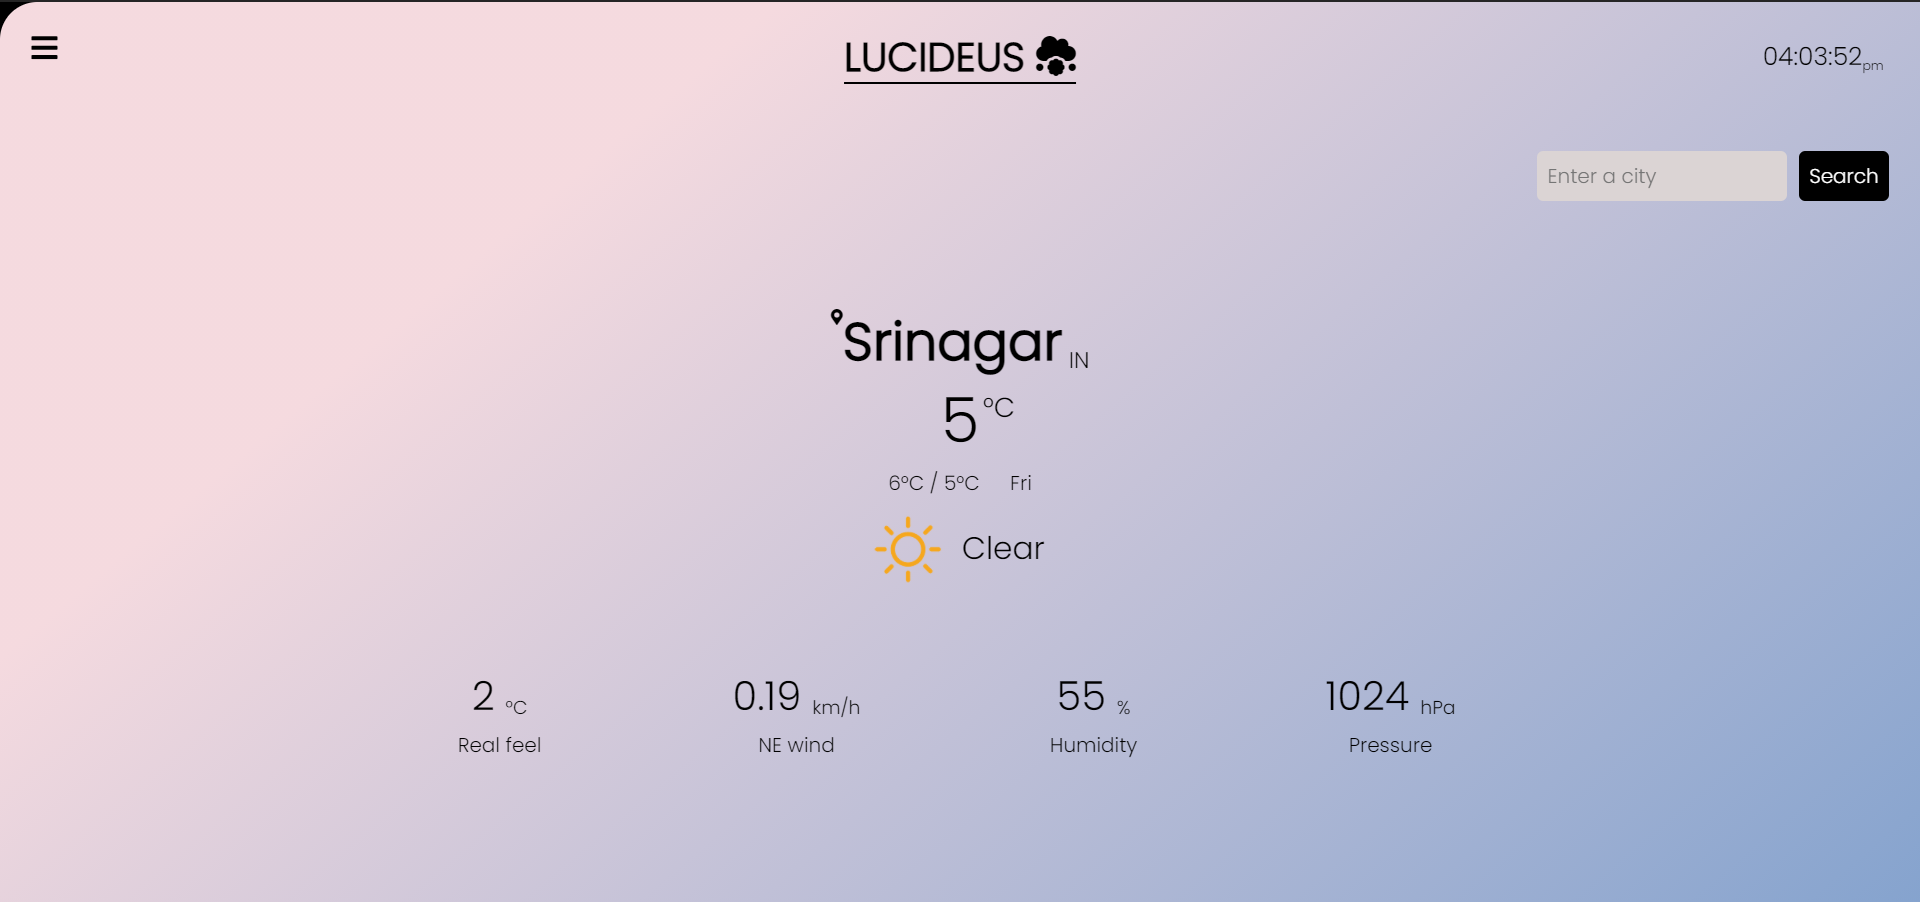 LUCIDEUS
04:03:52pm
Enter a city
Search
Srinagar IN
5 °C
6°C / 5°C Fri
Clear
2 °C
Real feel
0.19 km/h
NE wind
55 %
Humidity
1024 hPa
Pressure